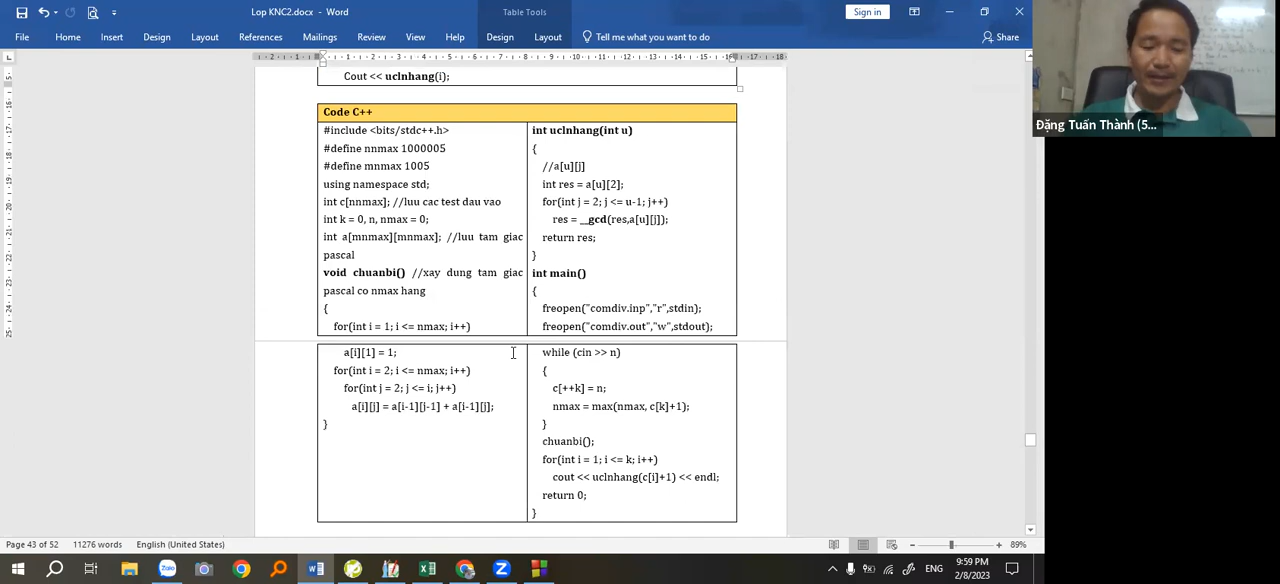 Lop KNC2.docx - Word
Table Tools
Sign in
File
Home
Insert
Design
Layout
References
Mailings
Review
View
Help
Design
Layout
Tell me what you want to do
Share
Cout << uclnhang(i);
Code C++
#include <bits/stdc++.h>
#define nnmax 1000005
#define mnmax 1005
using namespace std;
int c[nnmax]; //luu cac test dau vao
int k = 0, n, nmax = 0;
int a[mnmax][mnmax]; //luu tam giac
pascal
void chuanbi() //xay dung tam giac
pascal co nmax hang
{
for(int i = 1; i <= nmax; i++)
a[i][1] = 1;
for(int i = 2; i <= nmax; i++)
for(int j = 2; j <= i; j++)
a[i][j] = a[i-1][j-1] + a[i-1][j];
}
int uclnhang(int u)
{
//a[u][j]
int res = a[u][2];
for(int j = 2; j <= u-1; j++)
res = __gcd(res,a[u][j]);
return res;
}
int main()
{
freopen("comdiv.inp","r",stdin);
freopen("comdiv.out","w",stdout);
while (cin >> n)
{
c[++k] = n;
nmax = max(nmax, c[k]+1);
}
chuanbi();
for(int i = 1; i <= k; i++)
cout << uclnhang(c[i]+1) << endl;
return 0;
}
Đặng Tuấn Thành (5...
Page 43 of 52
11276 words
English (United States)
89%
Zalo
ENG
9:59 PM
2/8/2023